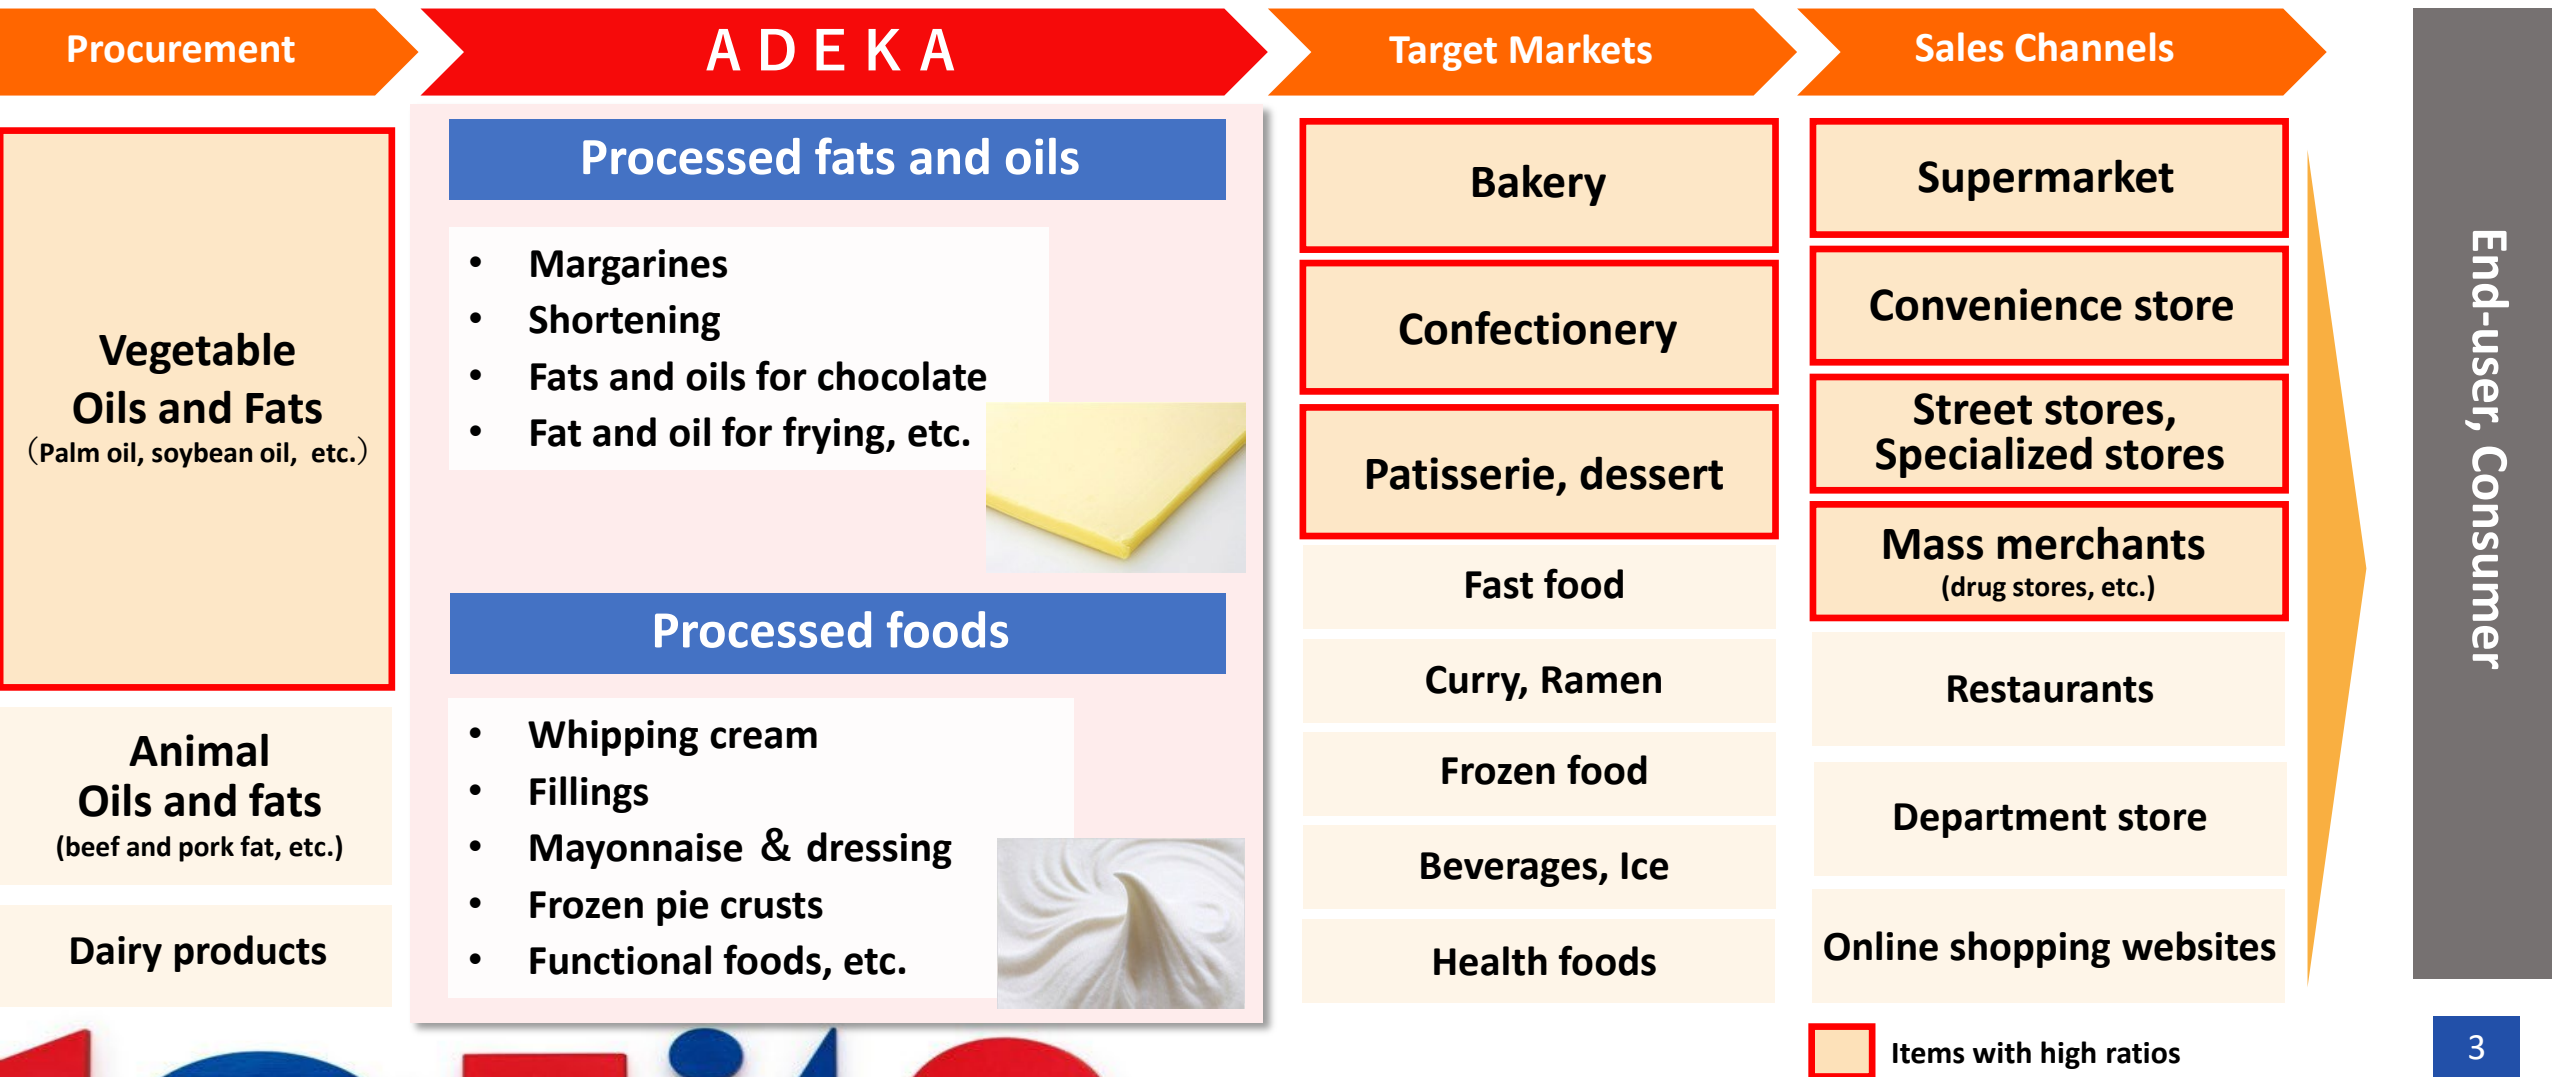 Procurement
ADEKA
Target Markets
Sales Channels
Vegetable
Oils and Fats
（Palm oil, soybean oil, etc.）
Animal
Oils and fats
(beef and pork fat, etc.)
Dairy products
Processed fats and oils
• Margarines
• Shortening
• Fats and oils for chocolate
• Fat and oil for frying, etc.
Processed foods
• Whipping cream
• Fillings
• Mayonnaise ＆ dressing
• Frozen pie crusts
• Functional foods, etc.
Bakery
Confectionery
Patisserie, dessert
Fast food
Curry, Ramen
Frozen food
Beverages, Ice
Health foods
Supermarket
Convenience store
Street stores,
Specialized stores
Mass merchants
(drug stores, etc.)
Restaurants
Department store
Online shopping websites
End-user, Consumer
Items with high ratios
3